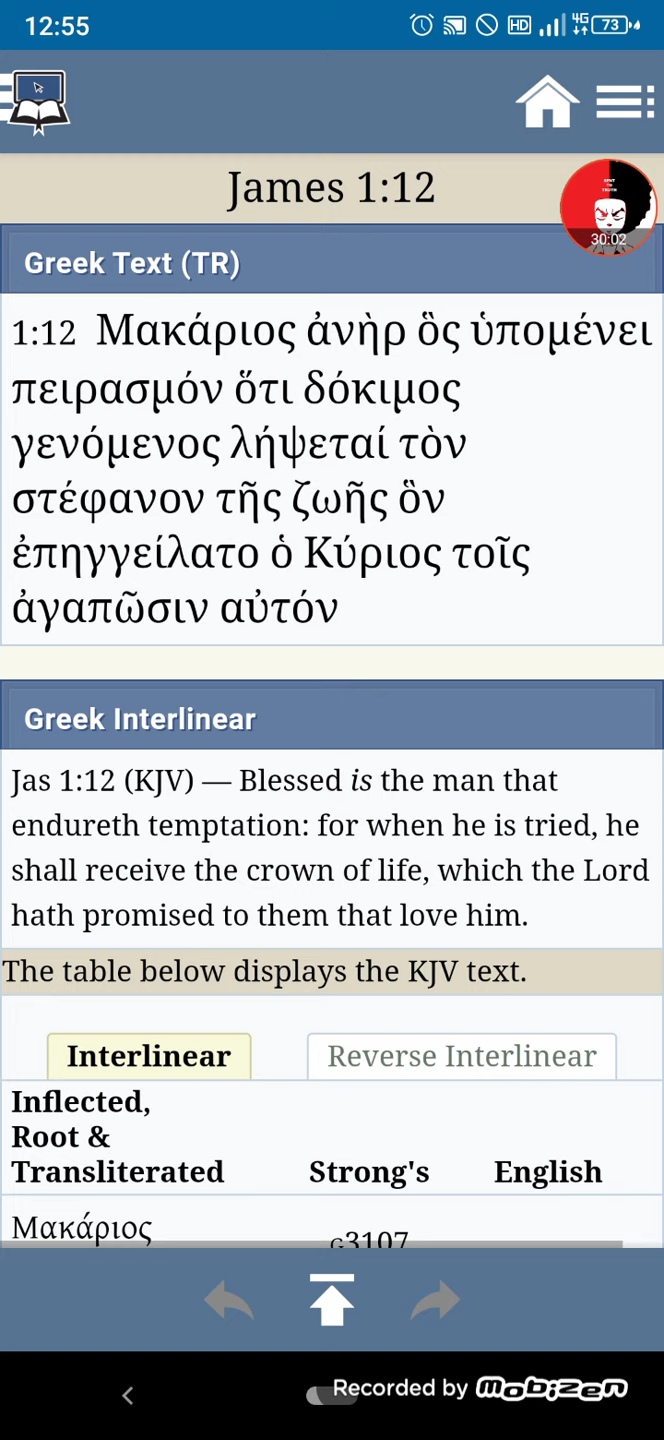 12:55
HD 4G 73
James 1:12
30:02
Greek Text (TR)
1:12 Μακάριος ἀνὴρ ὃς ὑπομένει
πειρασμόν ὅτι δόκιμος
γενόμενος λήψεταί τὸν
στέφανον τῆς ζωῆς ὃν
ἐπηγγείλατο ὁ Κύριος τοῖς
ἀγαπῶσιν αὐτόν
Greek Interlinear
Jas 1:12 (KJV) — Blessed is the man that
endureth temptation: for when he is tried, he
shall receive the crown of life, which the Lord
hath promised to them that love him.
The table below displays the KJV text.
Interlinear Reverse Interlinear
Inflected,
Root &
Transliterated Strong's English
Μακάριος G3107
Recorded by mobizen